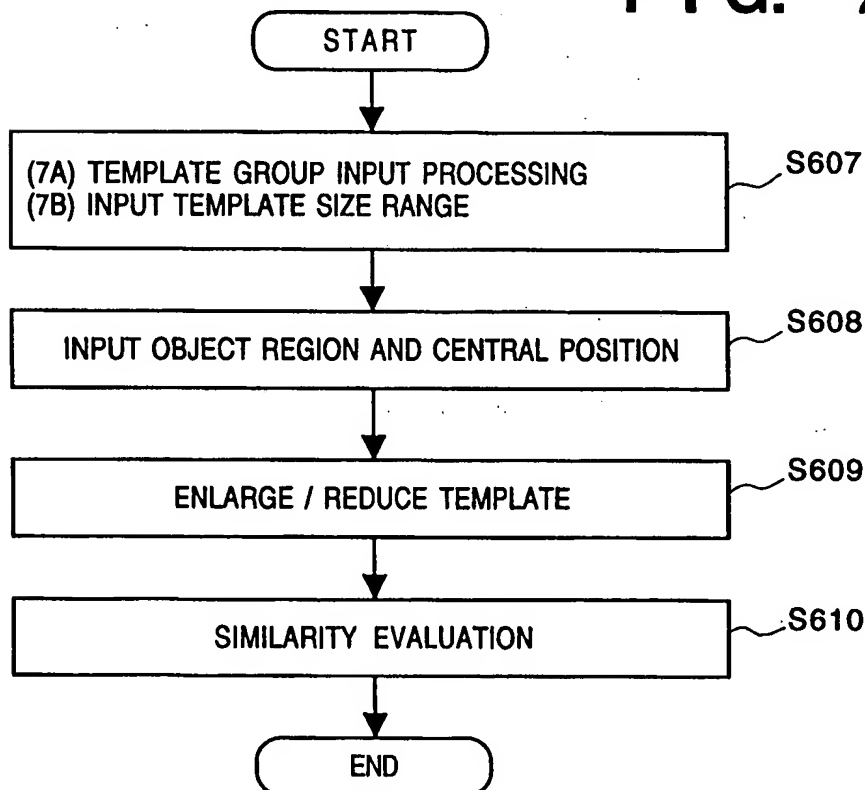 FIG.
START
(7A) TEMPLATE GROUP INPUT PROCESSING
(7B) INPUT TEMPLATE SIZE RANGE
S607
INPUT OBJECT REGION AND CENTRAL POSITION
S608
ENLARGE / REDUCE TEMPLATE
S609
SIMILARITY EVALUATION
S610
END